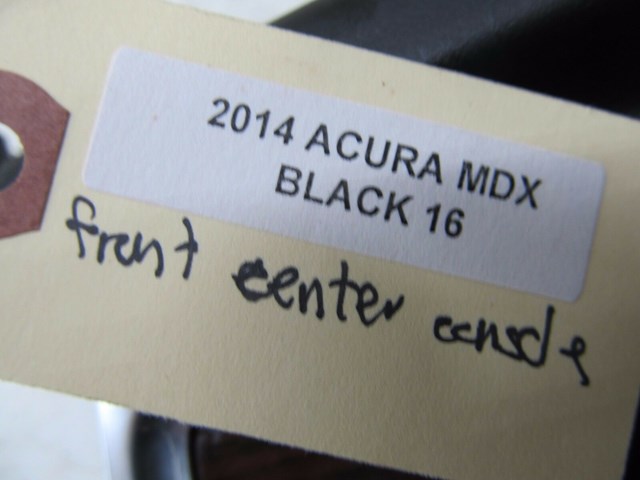 2014 ACURA MDX
BLACK 16
front center console